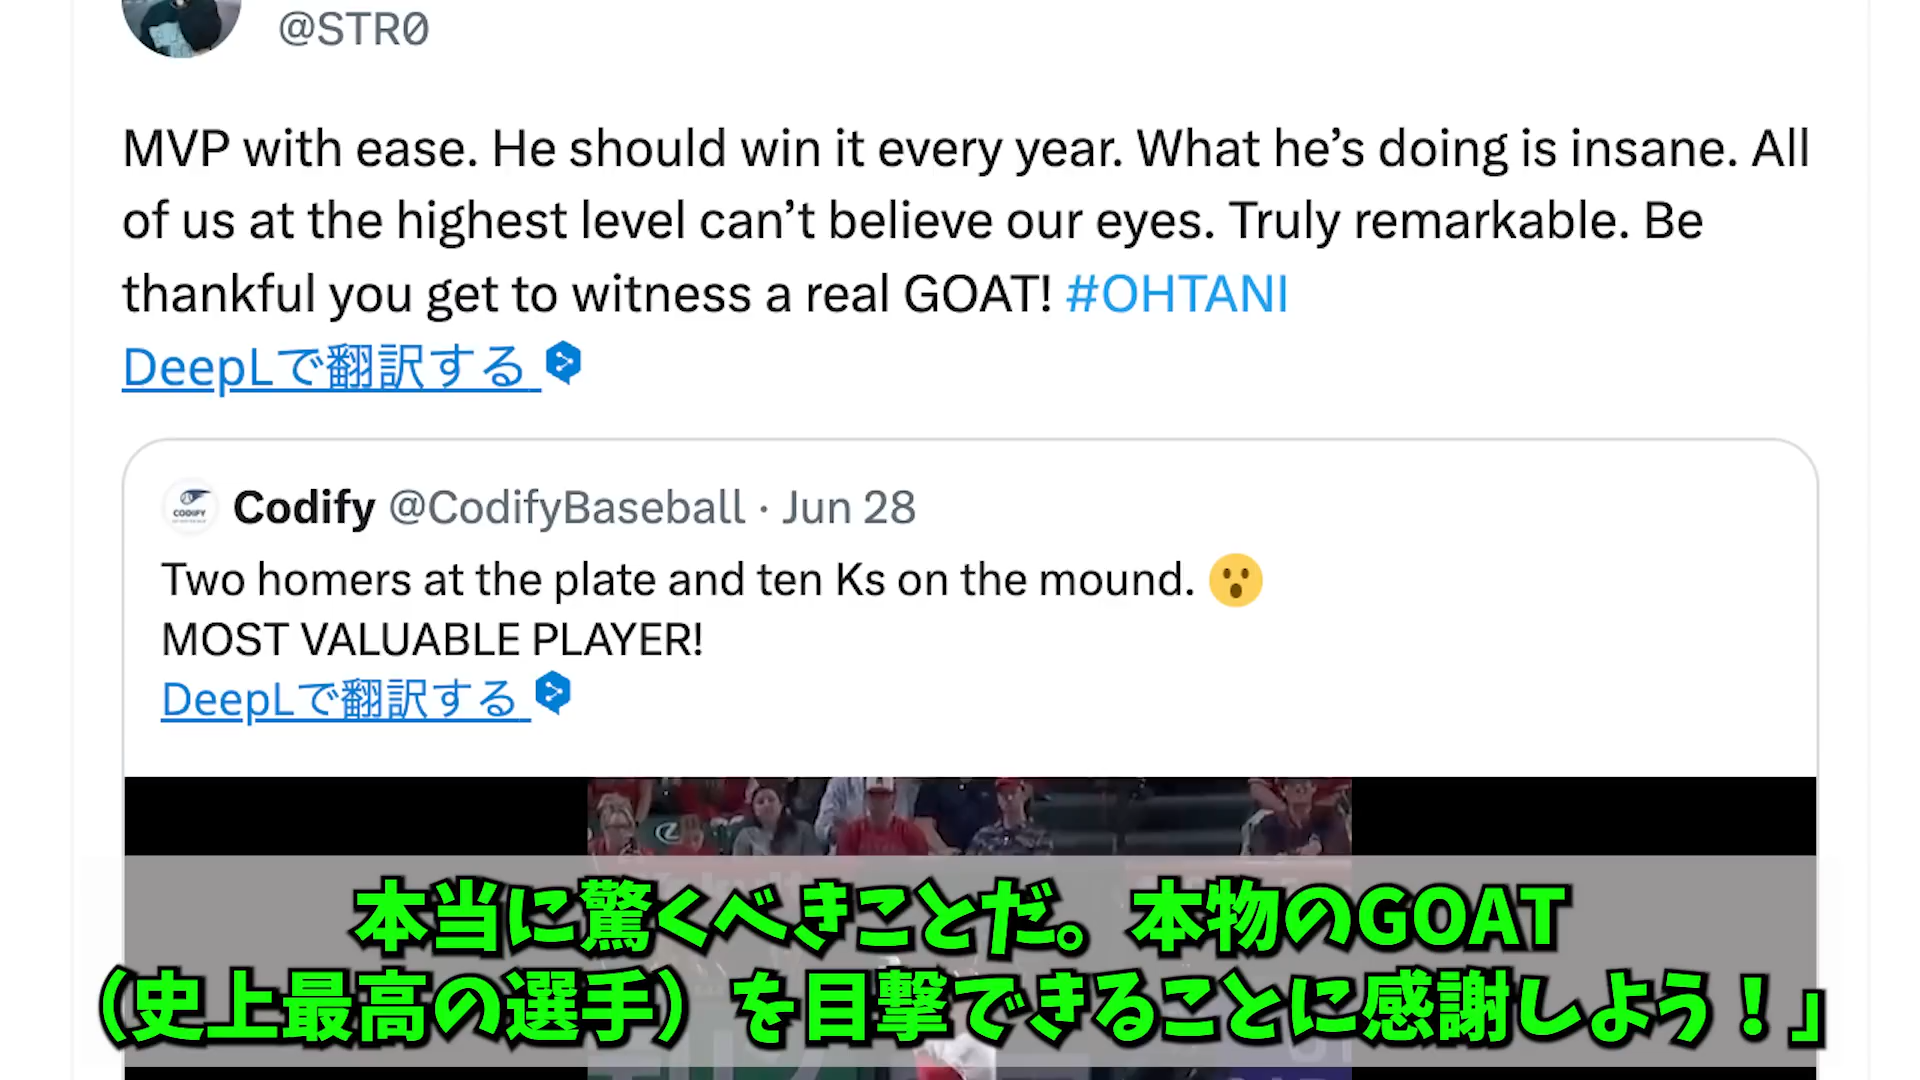 @STR0
MVP with ease. He should win it every year. What he’s doing is insane. All
of us at the highest level can’t believe our eyes. Truly remarkable. Be
thankful you get to witness a real GOAT! #OHTANI
DeepLで翻訳する
CODIFY
Codify @CodifyBaseball · Jun 28
Two homers at the plate and ten Ks on the mound. 😮
MOST VALUABLE PLAYER!
DeepLで翻訳する
本当に驚くべきことだ。本物のGOAT
（史上最高の選手）を目撃できることに感謝しよう！」